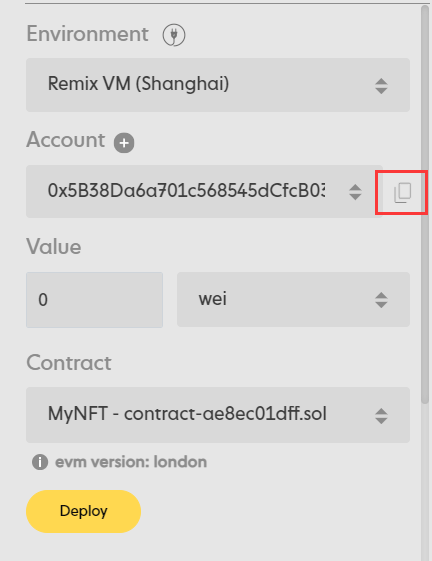 Environment
Remix VM (Shanghai)
Account
0x5B38Da6a701c568545dCfcB03
Value
0 wei
Contract
MyNFT - contract-ae8ec01dff.sol
i evm version: london
Deploy